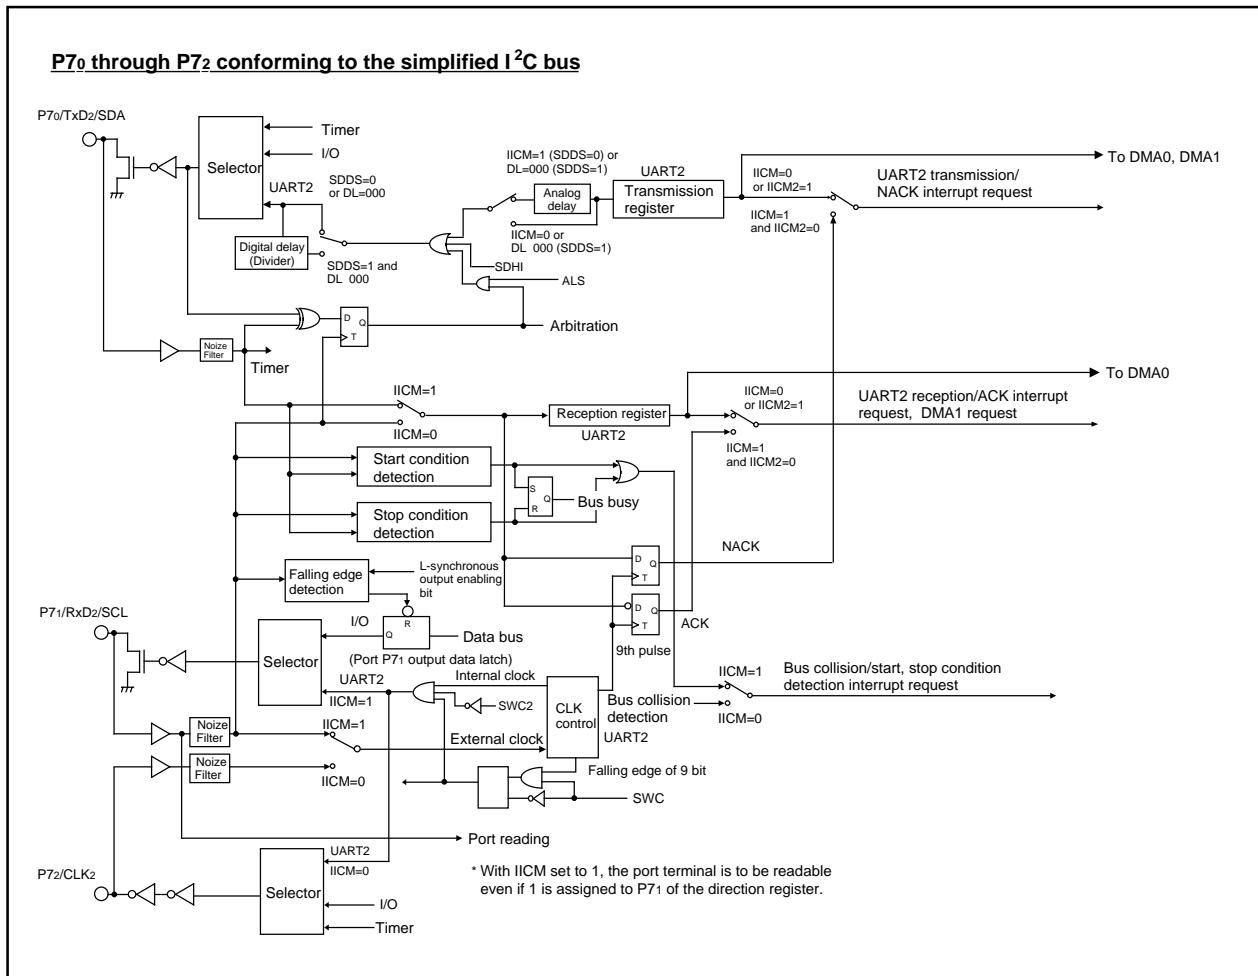 P70 through P72 conforming to the simplified I2C bus
P70/TxD2/SDA
Selector
Timer
I/O
UART2
SDDS=0
or DL=000
Digital delay
(Divider)
SDDS=1 and
DL 000
IICM=1 (SDDS=0) or
DL=000 (SDDS=1)
Analog
delay
IICM=0 or
DL 000 (SDDS=1)
UART2
Transmission
register
IICM=0
or IICM2=1
IICM=1
and IICM2=0
To DMA0, DMA1
UART2 transmission/
NACK interrupt
request
SDHI
ALS
D
Q
T
Arbitration
Noize
Filter
Timer
IICM=1
IICM=0
Reception register
UART2
IICM=0
or IICM2=1
IICM=1
and IICM2=0
To DMA0
UART2 reception/ACK interrupt
request, DMA1 request
Start condition
detection
Stop condition
detection
S
R
Q
Bus busy
NACK
D
Q
T
D
Q
T
ACK
9th pulse
Falling edge
detection
L-synchronous
output enabling
bit
P71/RxD2/SCL
Selector
I/O
R
Q
Data bus
(Port P71 output data latch)
UART2
IICM=1
Internal clock
SWC2
CLK
control
UART2
Bus collision
detection
IICM=1
IICM=0
Bus collision/start, stop condition
detection interrupt request
Noize
Filter
Noize
Filter
IICM=1
IICM=0
External clock
Falling edge of 9 bit
SWC
Port reading
P72/CLK2
Selector
UART2
IICM=0
I/O
Timer
* With IICM set to 1, the port terminal is to be readable
even if 1 is assigned to P71 of the direction register.